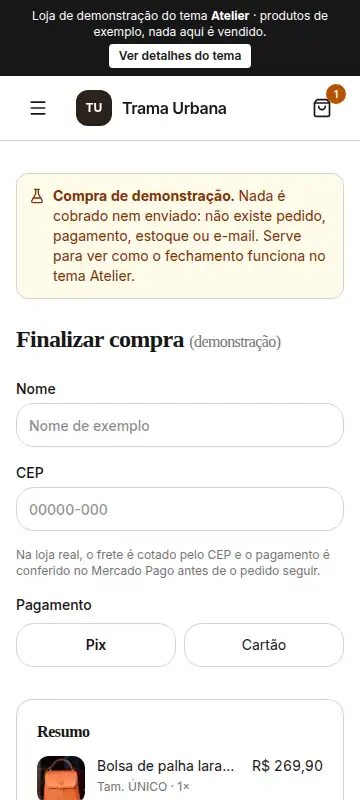 Loja de demonstração do tema Atelier · produtos de
exemplo, nada aqui é vendido.
Ver detalhes do tema
TU
Trama Urbana
1
Compra de demonstração. Nada é
cobrado nem enviado: não existe pedido,
pagamento, estoque ou e-mail. Serve
para ver como o fechamento funciona no
tema Atelier.
Finalizar compra (demonstração)
Nome
Nome de exemplo
CEP
00000-000
Na loja real, o frete é cotado pelo CEP e o pagamento é
conferido no Mercado Pago antes de o pedido seguir.
Pagamento
Pix
Cartão
Resumo
Bolsa de palha lara... R$ 269,90
Tam. ÚNICO · 1×